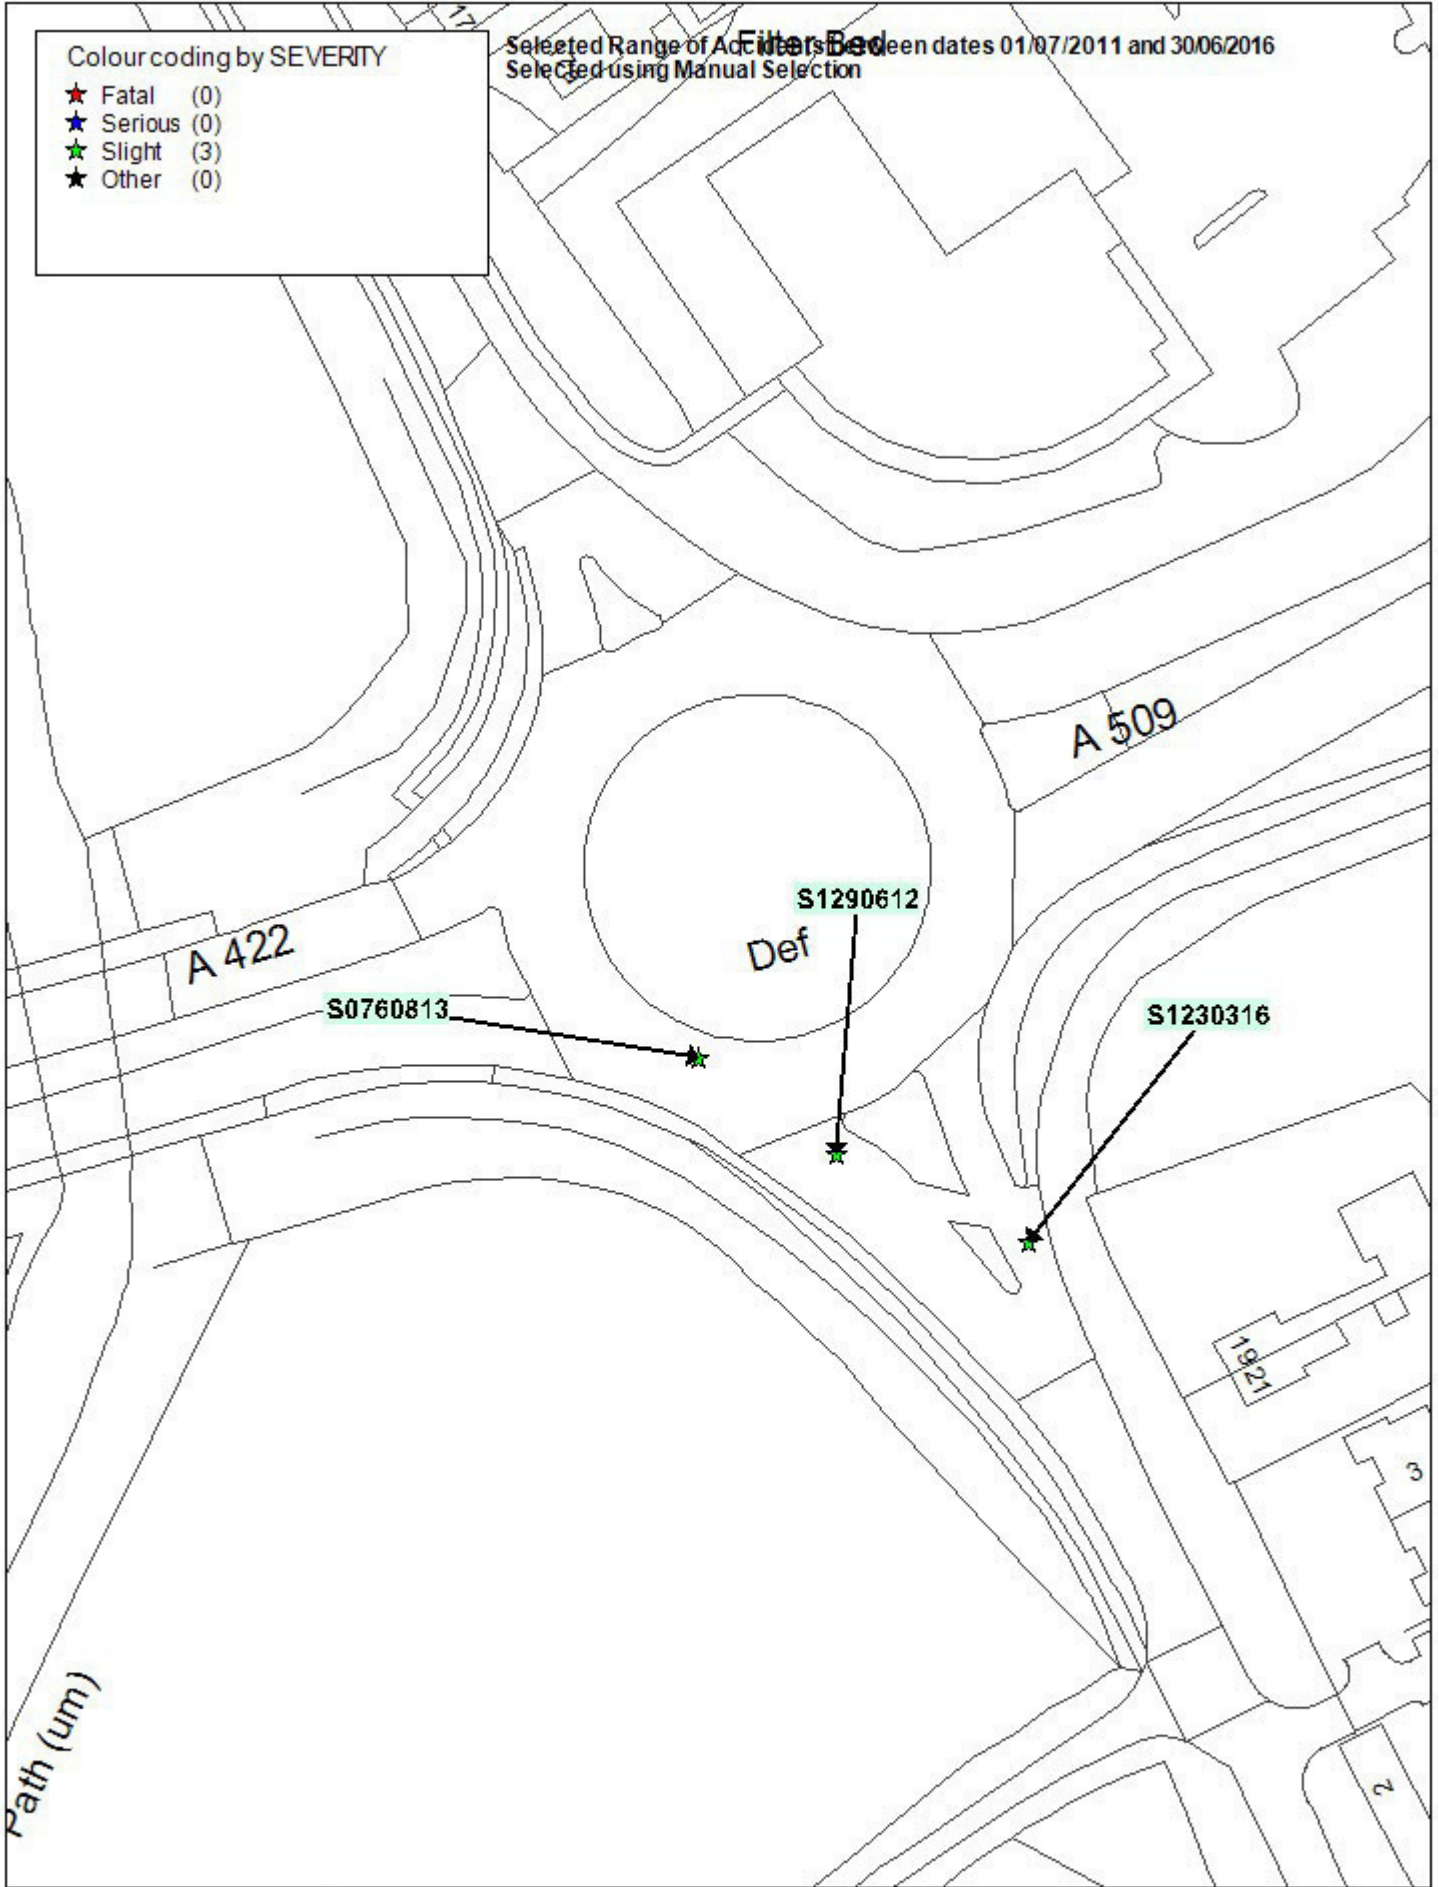 17
Filter Bed
Selected Range of Accidents between dates 01/07/2011 and 30/06/2016
Selected using Manual Selection
Colour coding by SEVERITY
Fatal (0)
Serious (0)
Slight (3)
Other (0)
A 509
S1290612
Def
A 422
S0760813
S1230316
1921
3
Path (um)
2